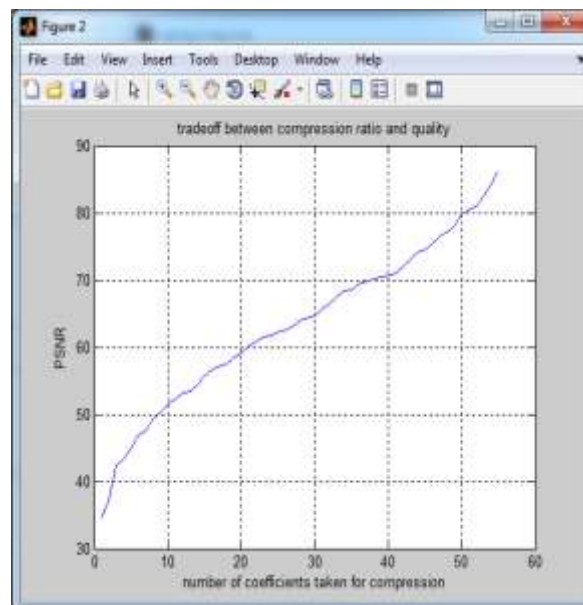 Figure 2
File Edit View Insert Tools Desktop Window Help
tradeoff between compression ratio and quality
90
80
70
60
50
40
30
PSNR
0 10 20 30 40 50 60
number of coefficients taken for compression